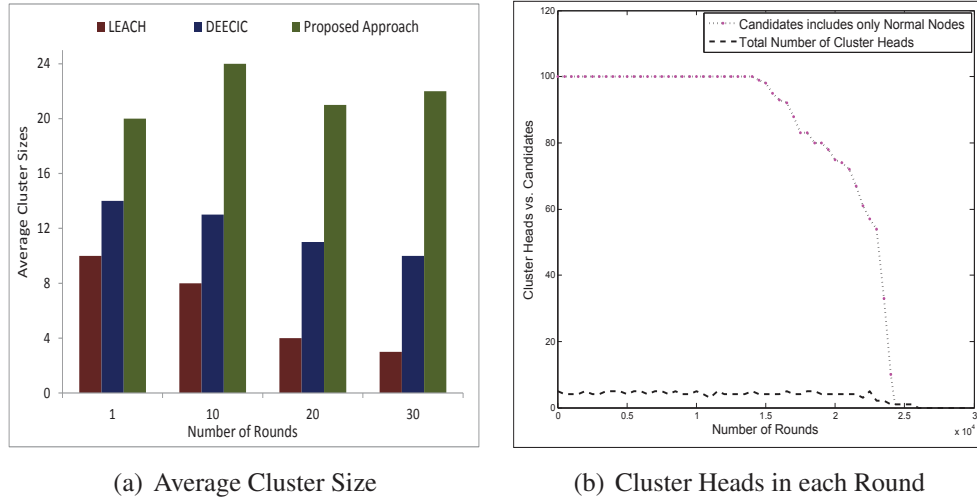 LEACH DEECIC Proposed Approach
24
20
16
12
8
4
0
Average Cluster Sizes
1 10 20 30
Number of Rounds
(a) Average Cluster Size
Candidates includes only Normal Nodes
Total Number of Cluster Heads
120
100
80
60
40
20
0
Cluster Heads vs. Candidates
0 0.5 1 1.5 2 2.5 3
x 10⁴
Number of Rounds
(b) Cluster Heads in each Round